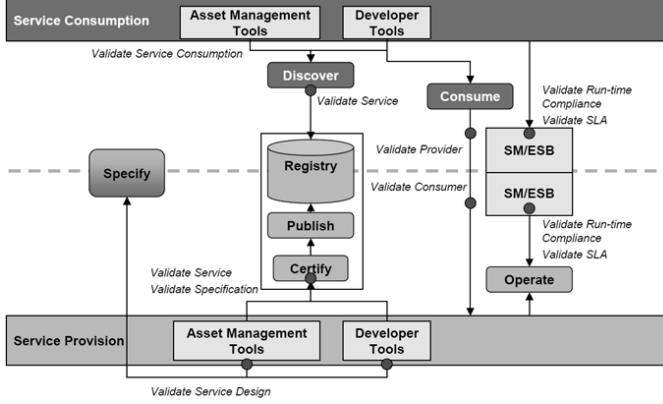 Service Consumption
Asset Management
Tools
Developer
Tools
Validate Service Consumption
Discover
Validate Service
Consume
Validate Run-time
Compliance
Validate SLA
Validate Provider
SM/ESB
Registry
Specify
Validate Consumer
SM/ESB
Publish
Validate Run-time
Compliance
Validate SLA
Certify
Validate Service
Validate Specification
Operate
Service Provision
Asset Management
Tools
Developer
Tools
Validate Service Design